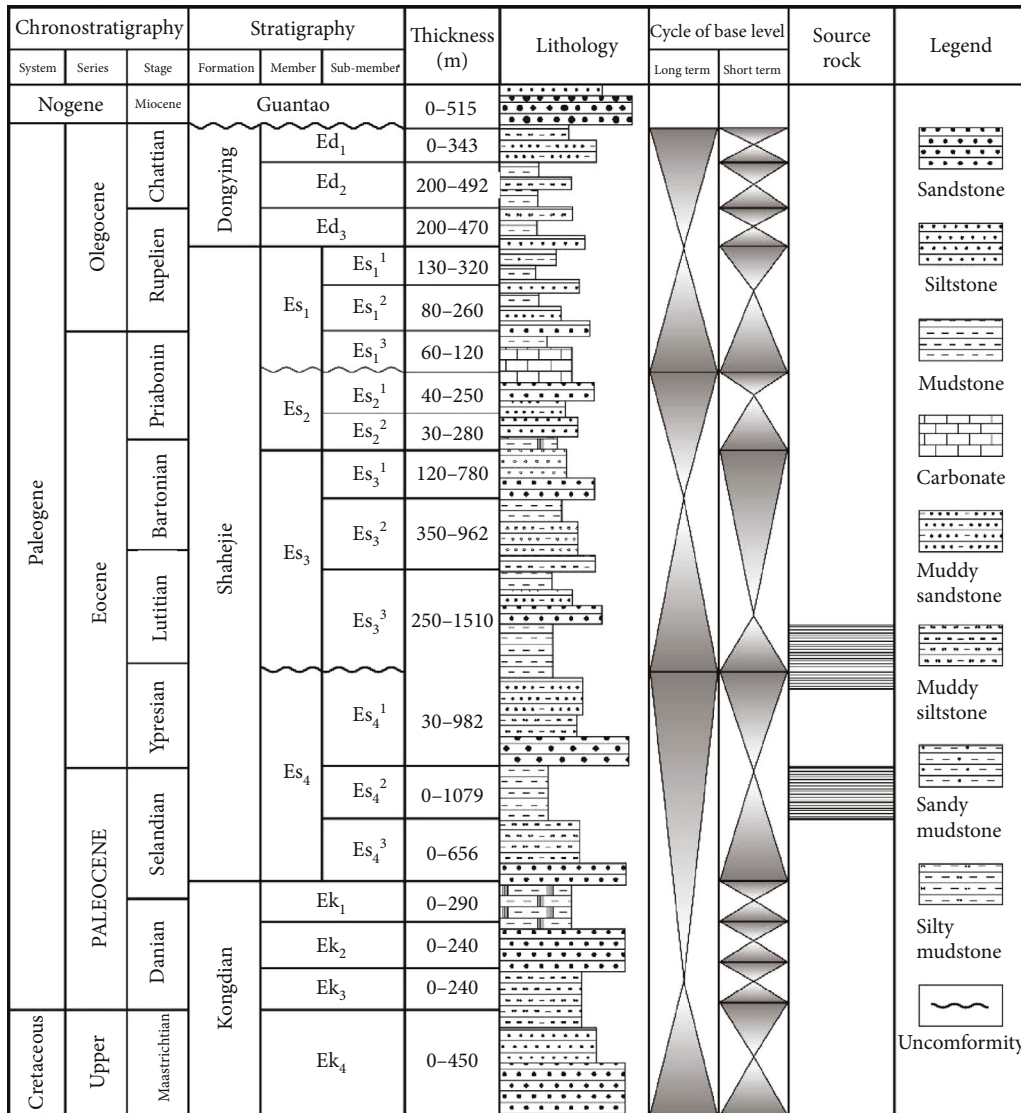 Chronostratigraphy Stratigraphy Thickness (m) Lithology Cycle of base level Source rock Legend
System Series Stage Formation Member Sub-member Long term Short term
Nogene Miocene Guantao 0–515
Paleogene
Olegocene
Chattian
Rupelien
Dongying
Ed₁ 0–343
Ed₂ 200–492
Ed₃ 200–470
Eocene
Priabonin
Bartonian
Lutitian
Ypresian
Shahejie
Es₁
Es₁¹ 130–320
Es₁² 80–260
Es₁³ 60–120
Es₂
Es₂¹ 40–250
Es₂² 30–280
Es₃
Es₃¹ 120–780
Es₃² 350–962
Es₃³ 250–1510
Es₄
Es₄¹ 30–982
Es₄² 0–1079
Es₄³ 0–656
PALEOCENE
Selandian
Danian
Kongdian
Ek₁ 0–290
Ek₂ 0–240
Ek₃ 0–240
Cretaceous Upper Maastrichtian
Ek₄ 0–450
Sandstone
Siltstone
Mudstone
Carbonate
Muddy
sandstone
Muddy
siltstone
Sandy
mudstone
Silty
mudstone
Uncomformity